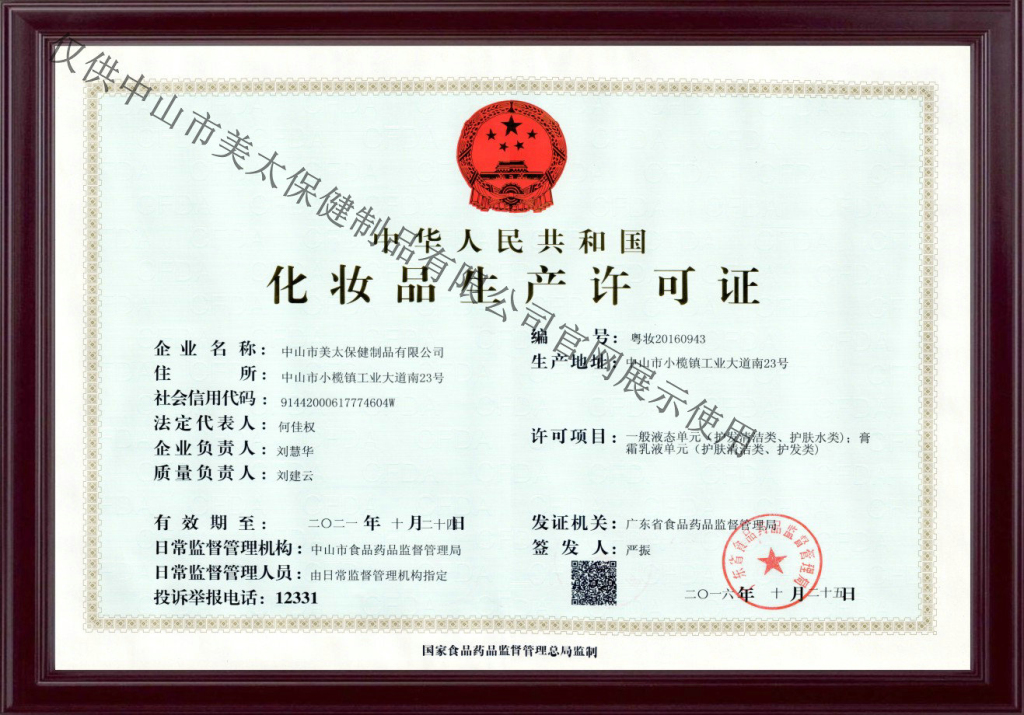 仅供中山市美太保健制品有限公司官网展示使用
中华人民共和国
化妆品生产许可证
企业名称：中山市美太保健制品有限公司
住所：中山市小榄镇工业大道南23号
社会信用代码：91442000617774604W
法定代表人：何佳权
企业负责人：刘慧华
质量负责人：刘建云
编号：粤妆20160943
生产地址：中山市小榄镇工业大道南23号
许可项目：一般液态单元（护发清洁类、护肤水类）；膏
霜乳液单元（护肤清洁类、护发类）
有效期至：二〇二一年十月二十四日
日常监督管理机构：中山市食品药品监督管理局
日常监督管理人员：由日常监督管理机构指定
投诉举报电话：12331
发证机关：广东省食品药品监督管理局
签发人：严振
广东省食品药品监督管理局
二〇一六年十月二十五日
国家食品药品监督管理总局监制